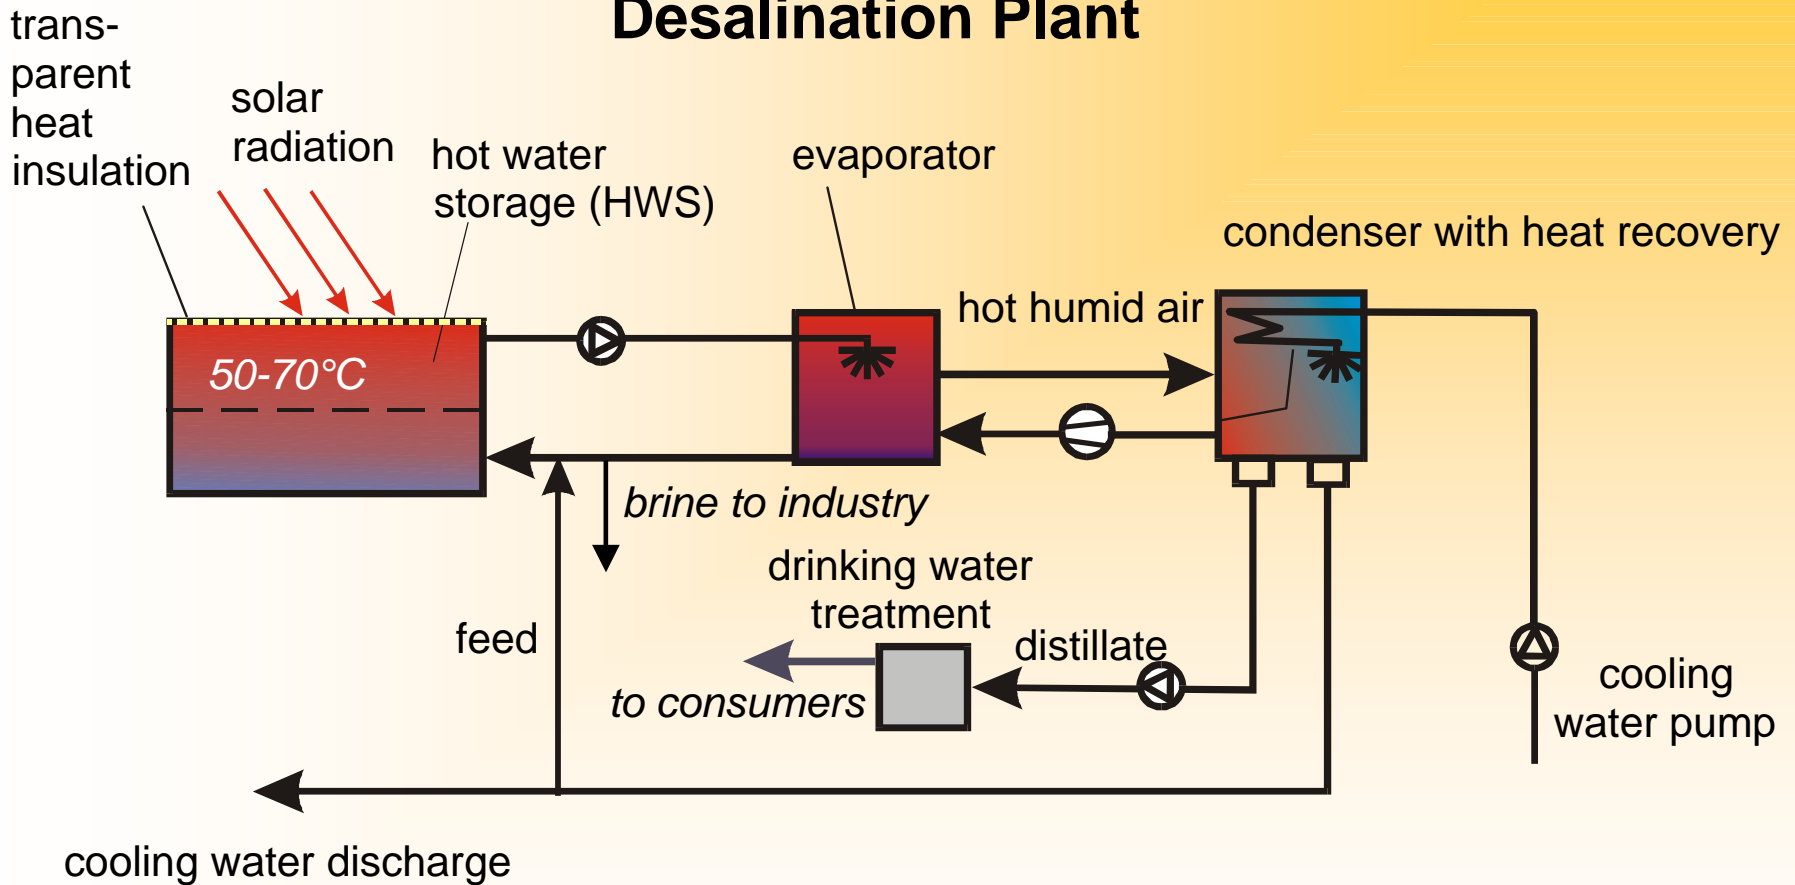 Desalination Plant
trans-
parent
heat
insulation
solar
radiation
hot water
storage (HWS)
evaporator
condenser with heat recovery
hot humid air
50-70°C
brine to industry
drinking water
treatment
feed
distillate
to consumers
cooling
water pump
cooling water discharge